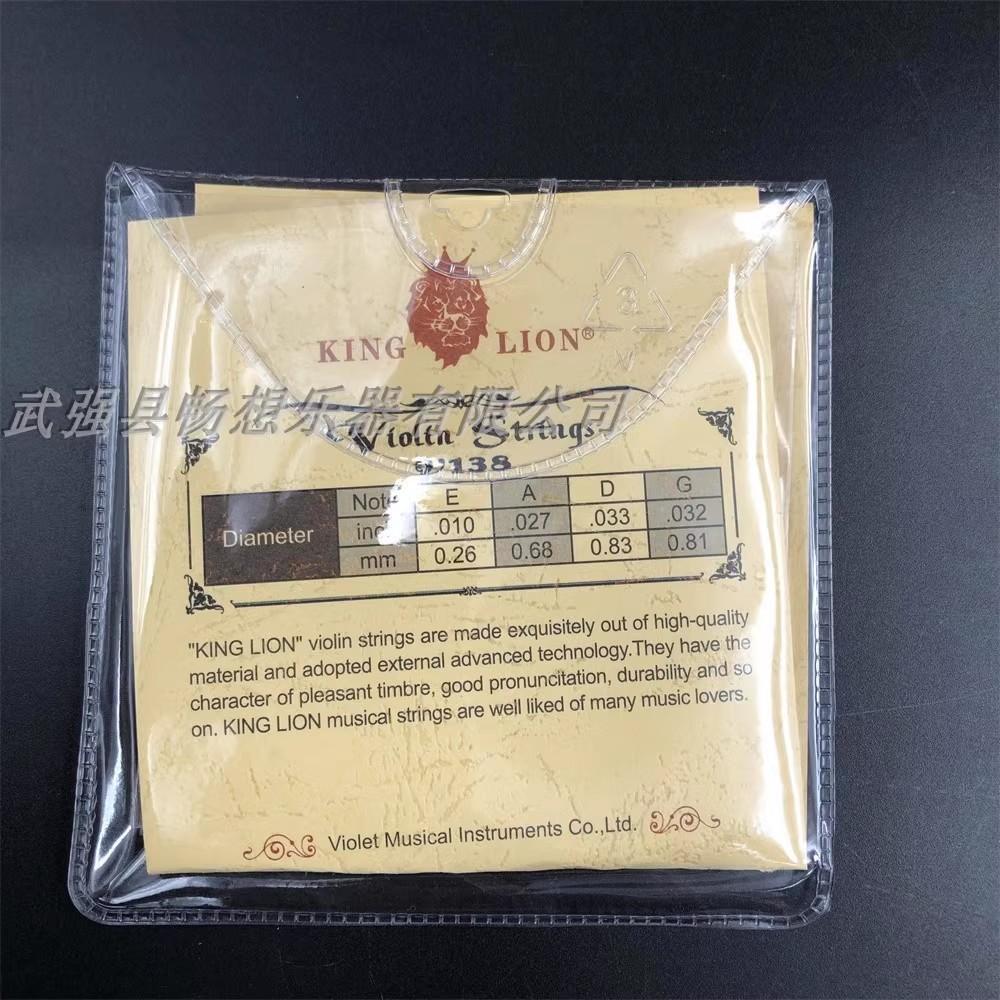 KING LION®
武强县畅想乐器有限公司
Violin Strings
Diameter
Note E A D G
inch .010 .027 .033 .032
mm 0.26 0.68 0.83 0.81
"KING LION" violin strings are made exquisitely out of high-quality
material and adopted external advanced technology.They have the
character of pleasant timbre, good pronuncitation, durability and so
on. KING LION musical strings are well liked of many music lovers.
Violet Musical Instruments Co.,Ltd.
3
V